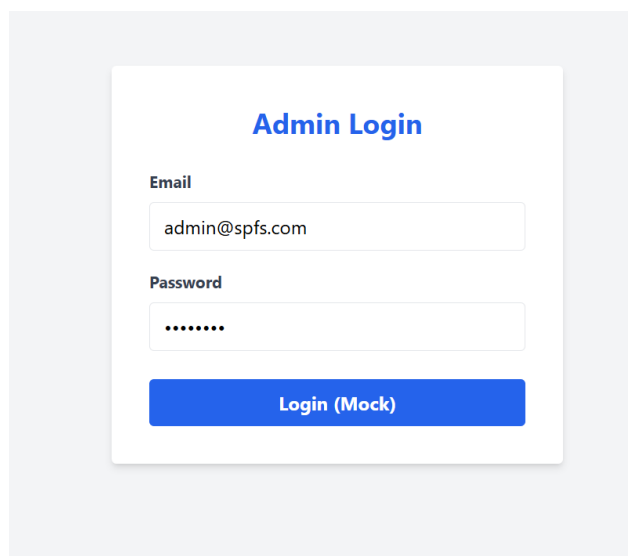 Admin Login
Email
admin@spfs.com
Password
••••••••
Login (Mock)